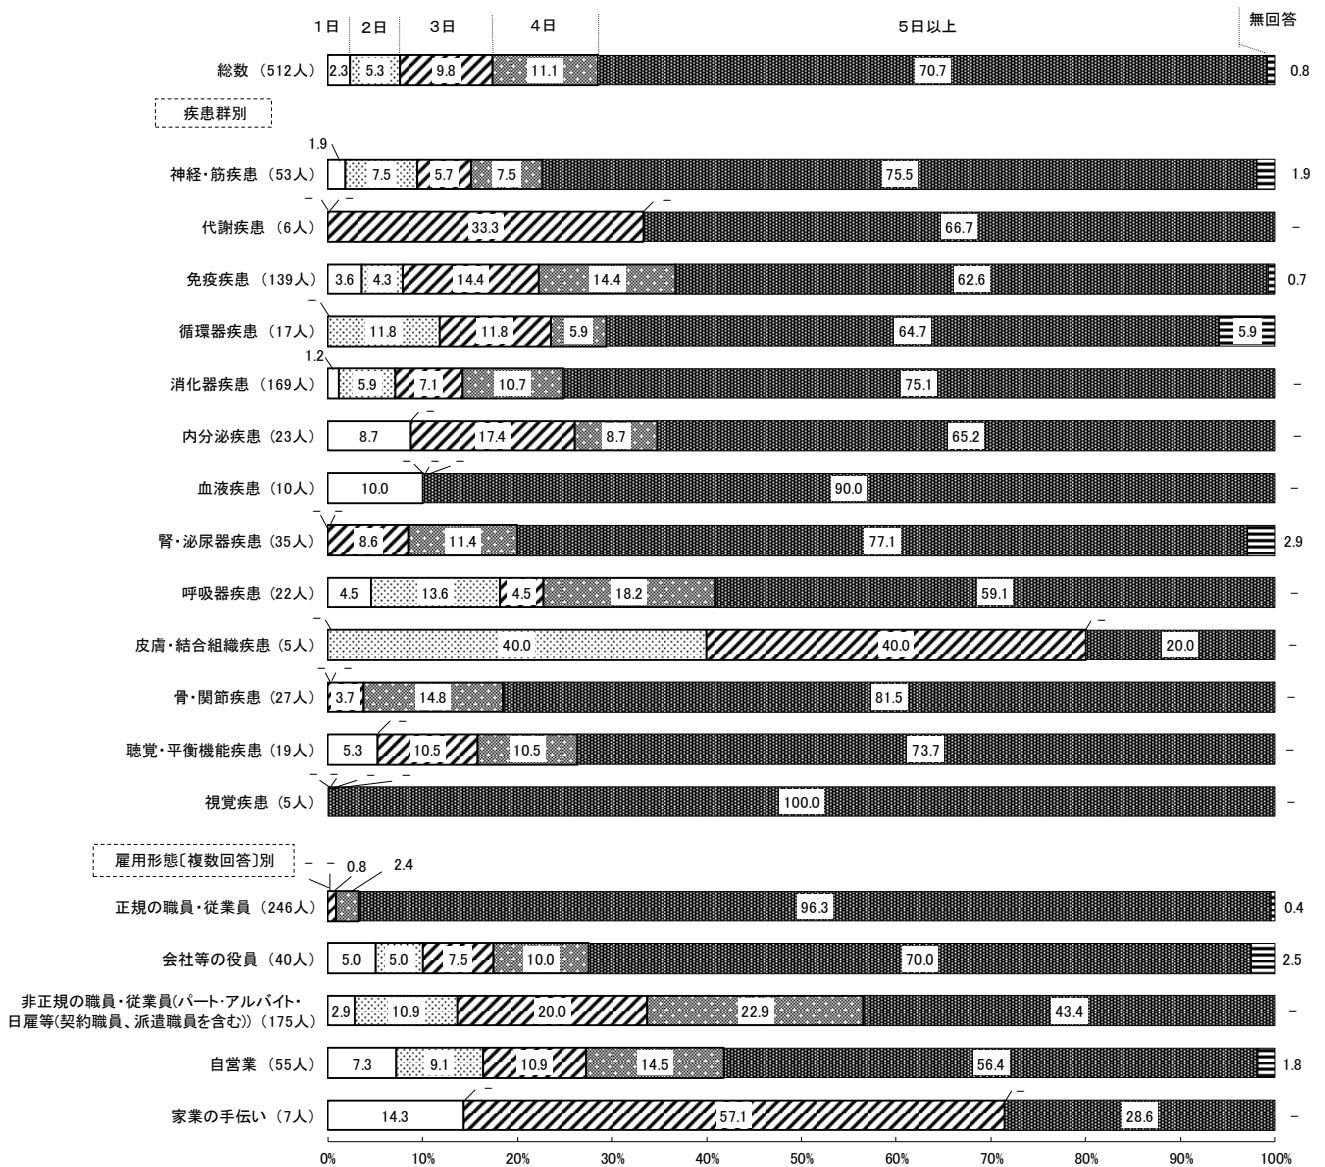 1日 2日 3日 4日 5日以上 無回答
総数 (512人) 2.3 5.3 9.8 11.1 70.7 0.8
疾患群別
1.9
神経・筋疾患 (53人) 7.5 5.7 7.5 75.5 1.9
－ － －
代謝疾患 (6人) 33.3 66.7 －
免疫疾患 (139人) 3.6 4.3 14.4 14.4 62.6 0.7
－
循環器疾患 (17人) 11.8 11.8 5.9 64.7 5.9
1.2
消化器疾患 (169人) 5.9 7.1 10.7 75.1 －
－
内分泌疾患 (23人) 8.7 17.4 8.7 65.2 －
－ － －
血液疾患 (10人) 10.0 90.0 －
－ －
腎・泌尿器疾患 (35人) 8.6 11.4 77.1 2.9
呼吸器疾患 (22人) 4.5 13.6 4.5 18.2 59.1 －
－ －
皮膚・結合組織疾患 (5人) 40.0 40.0 20.0 －
－ －
骨・関節疾患 (27人) 3.7 14.8 81.5 －
－
聴覚・平衡機能疾患 (19人) 5.3 10.5 10.5 73.7 －
－ － － －
視覚疾患 (5人) 100.0 －
雇用形態〔複数回答〕別 － － 0.8 2.4
正規の職員・従業員 (246人) 96.3 0.4
会社等の役員 (40人) 5.0 5.0 7.5 10.0 70.0 2.5
非正規の職員・従業員(パート・アルバイト・
日雇等(契約職員、派遣職員を含む)) (175人) 2.9 10.9 20.0 22.9 43.4 －
自営業 (55人) 7.3 9.1 10.9 14.5 56.4 1.8
－ －
家業の手伝い (7人) 14.3 57.1 28.6 －
0% 10% 20% 30% 40% 50% 60% 70% 80% 90% 100%